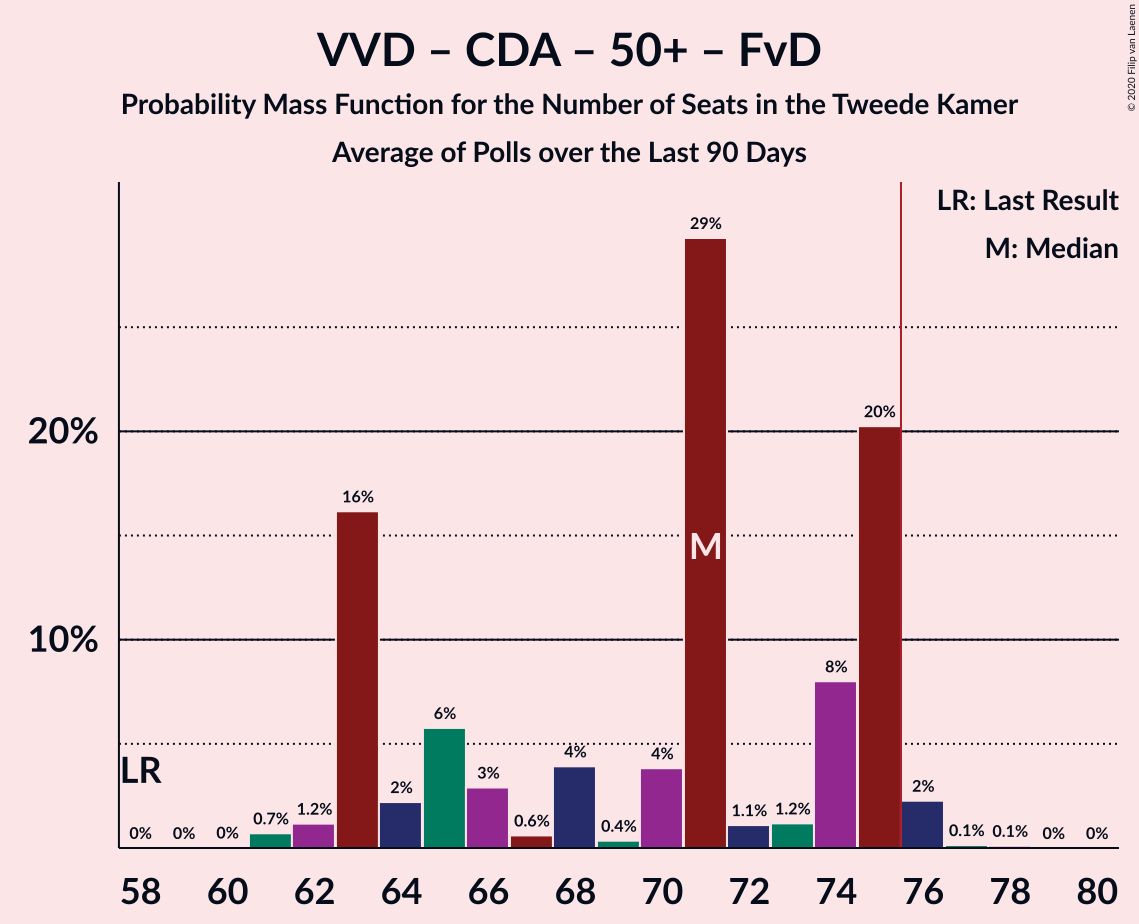 VVD – CDA – 50+ – FvD
Probability Mass Function for the Number of Seats in the Tweede Kamer
Average of Polls over the Last 90 Days
© 2020 Filip van Laenen
LR: Last Result
M: Median
20%
10%
LR
M
0%
0%
0%
0.7%
1.2%
16%
2%
6%
3%
0.6%
4%
0.4%
4%
29%
1.1%
1.2%
8%
20%
2%
0.1%
0.1%
0%
0%
58 60 62 64 66 68 70 72 74 76 78 80